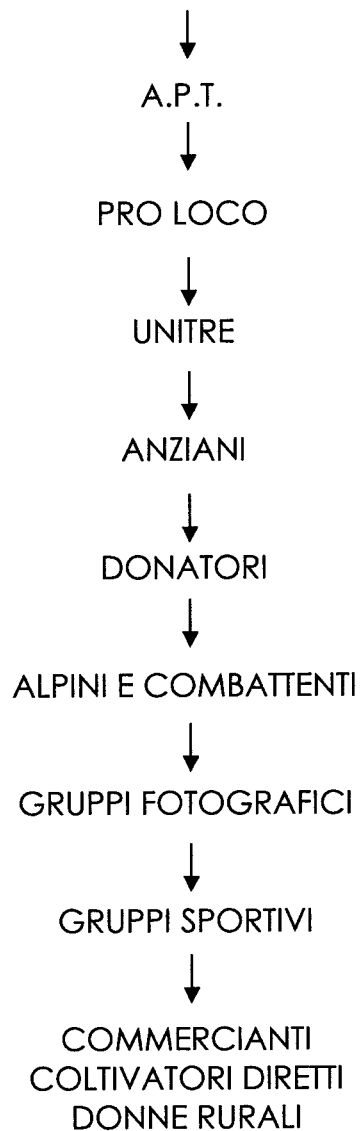 A.P.T.
PRO LOCO
UNITRE
ANZIANI
DONATORI
ALPINI E COMBATTENTI
GRUPPI FOTOGRAFICI
GRUPPI SPORTIVI
COMMERCIANTI
COLTIVATORI DIRETTI
DONNE RURALI